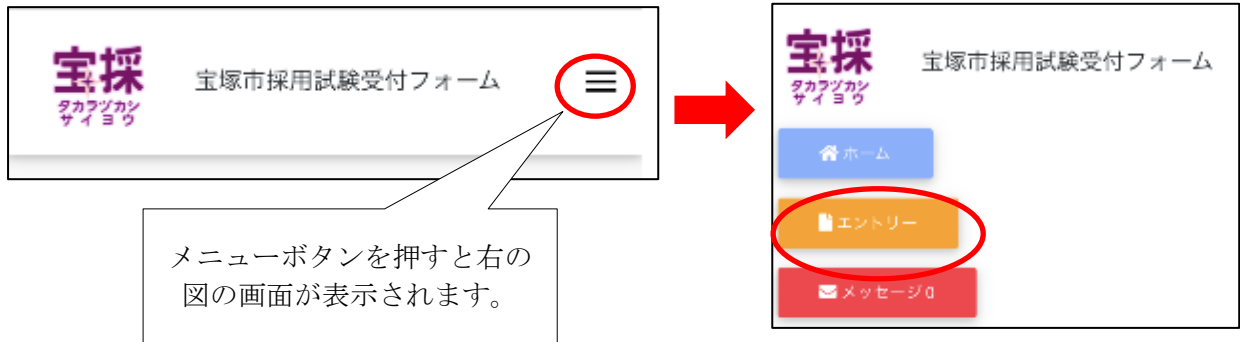 宝採
タカラヅカシ
サイヨウ
宝塚市採用試験受付フォーム
メニューボタンを押すと右の
図の画面が表示されます。
宝採
タカラヅカシ
サイヨウ
宝塚市採用試験受付フォーム
ホーム
エントリー
メッセージ0